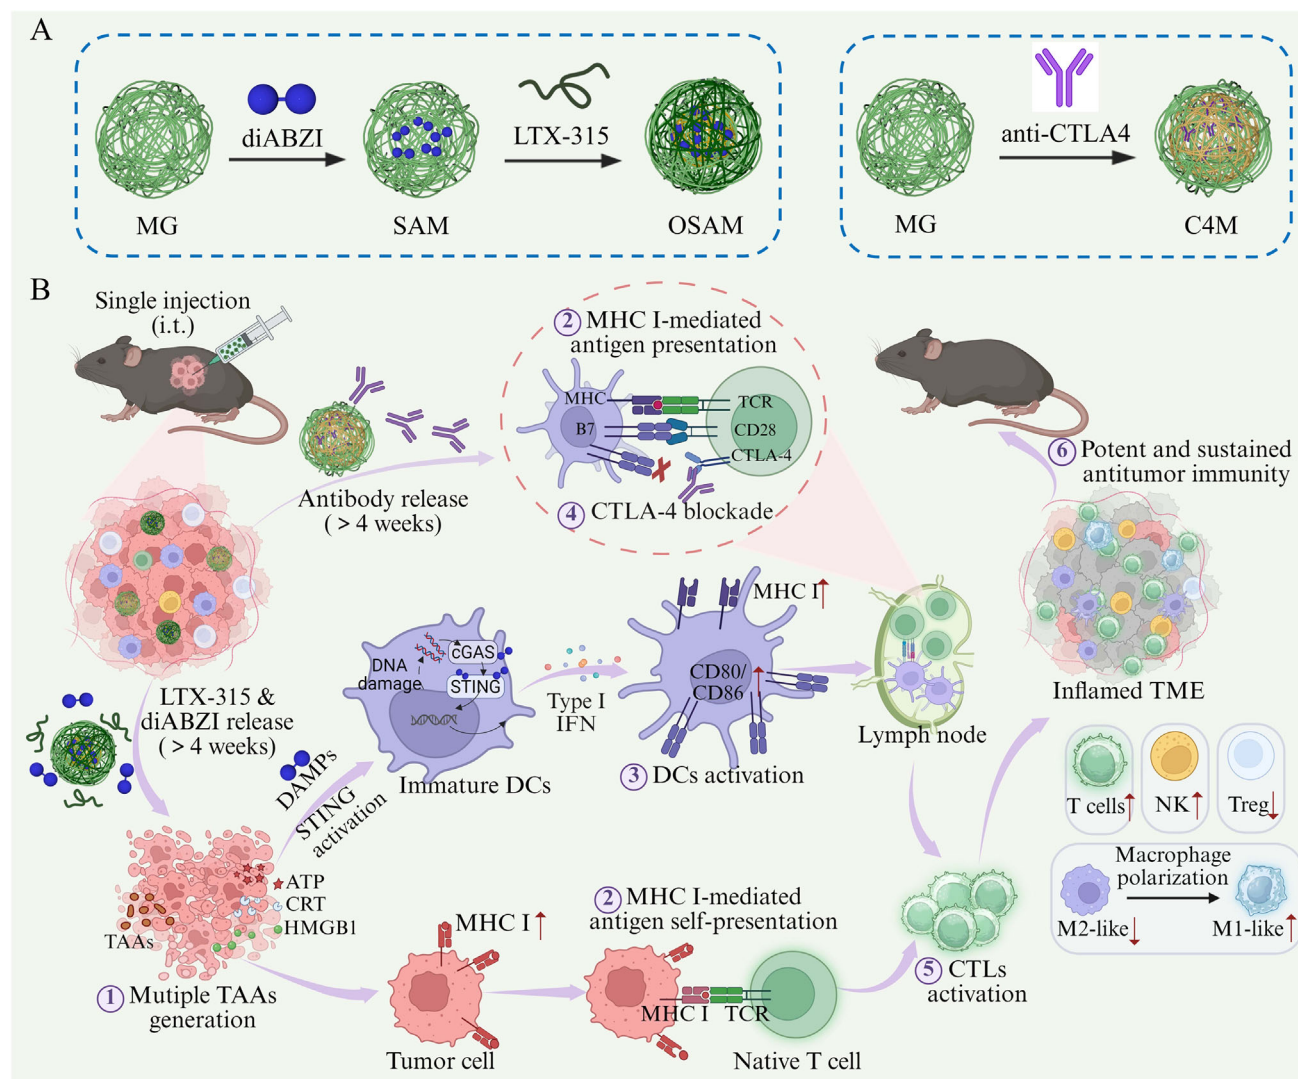 A
diABZI
LTX-315
MG
SAM
OSAM
anti-CTLA4
MG
C4M
B
Single injection
(i.t.)
Antibody release
( > 4 weeks)
2 MHC I-mediated
antigen presentation
MHC
TCR
B7
CD28
CTLA-4
4 CTLA-4 blockade
6 Potent and sustained
antitumor immunity
LTX-315 &
diABZI release
( > 4 weeks)
DAMPs
STING
activation
DNA
damage
cGAS
STING
Immature DCs
Type I
IFN
MHC I↑
CD80/
CD86 ↑
3 DCs activation
Lymph node
Inflamed TME
T cells↑
NK↑
Treg↓
Macrophage
polarization
M2-like↓
M1-like↑
ATP
CRT
HMGB1
TAAs
1 Mutiple TAAs
generation
MHC I↑
Tumor cell
2 MHC I-mediated
antigen self-presentation
MHC I
TCR
Native T cell
5 CTLs
activation